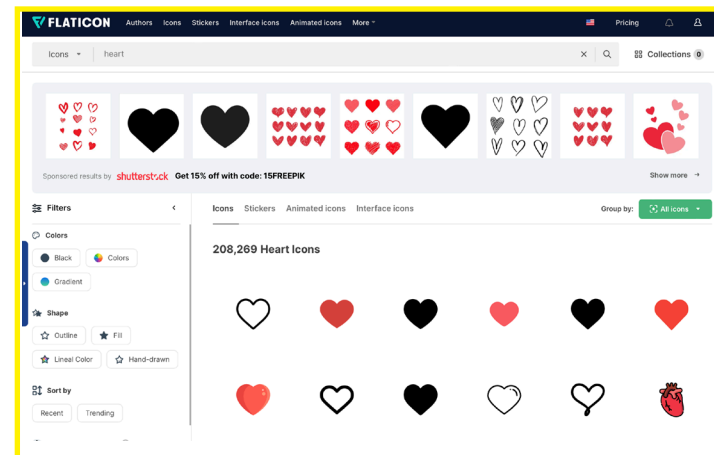 FLATICON Authors Icons Stickers Interface icons Animated icons More Pricing
Icons heart Collections 0
Sponsored results by shutterstock Get 15% off with code: 15FREEPIK Show more
Filters
Icons Stickers Animated icons Interface icons Group by: All icons
Colors
208,269 Heart Icons
Black Colors
Gradient
Shape
Outline Fill
Lineal Color Hand-drawn
Sort by
Recent Trending